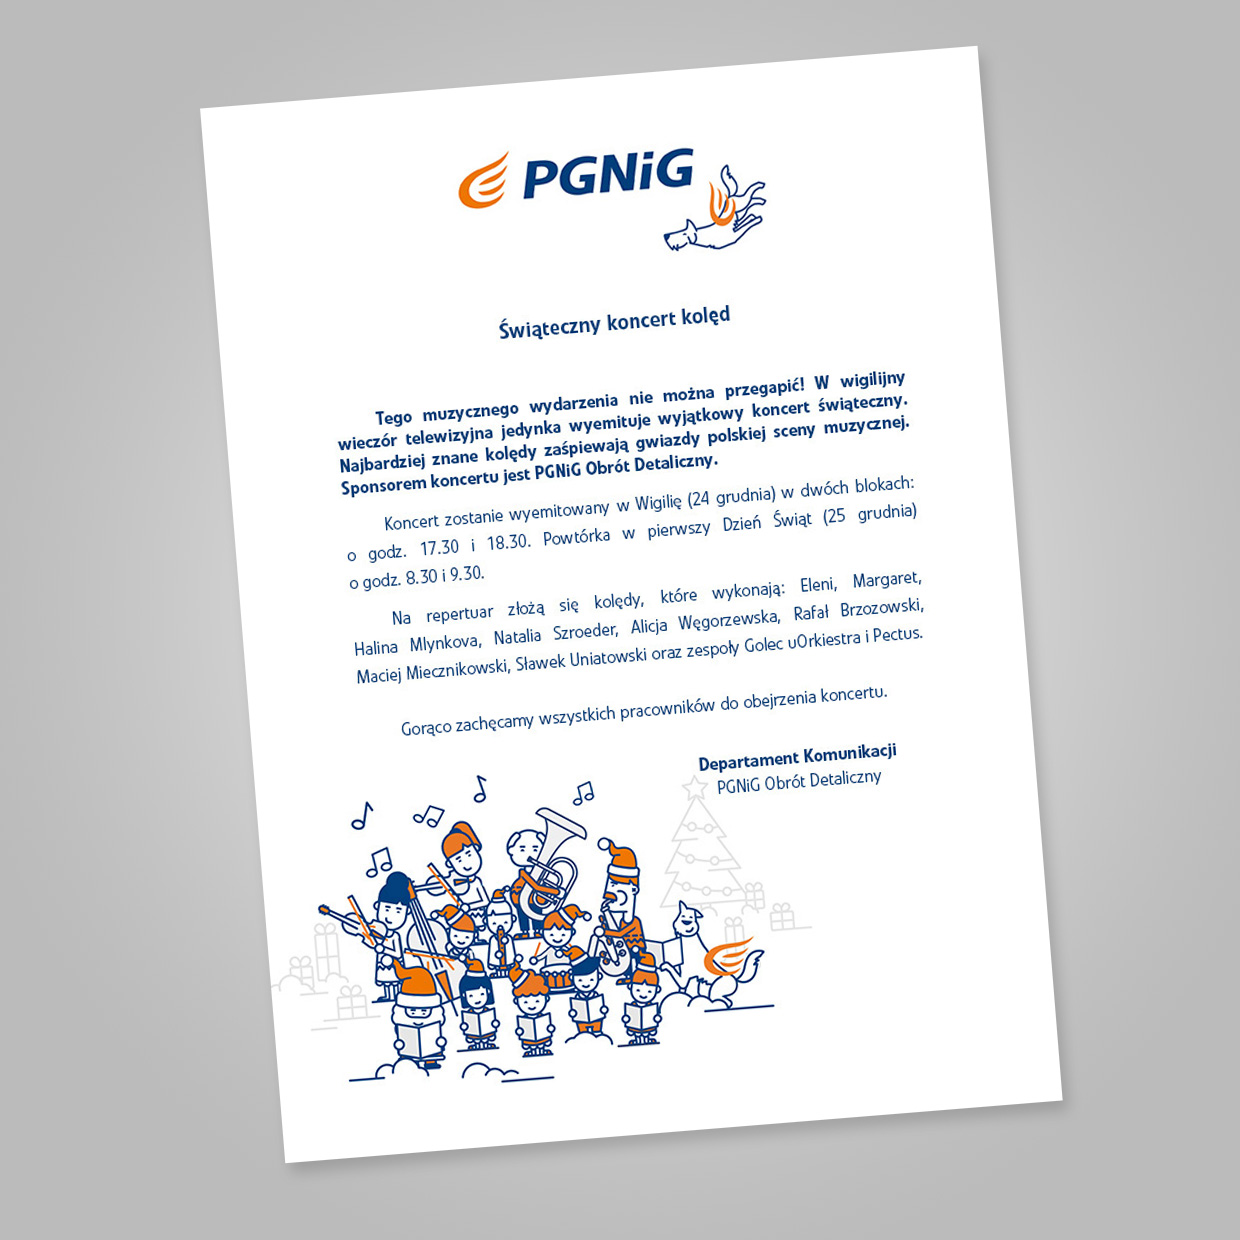 PGNiG
Świąteczny koncert kolęd
Tego muzycznego wydarzenia nie można przegapić! W wigilijny
wieczór telewizyjna jedynka wyemituje wyjątkowy koncert świąteczny.
Najbardziej znane kolędy zaśpiewają gwiazdy polskiej sceny muzycznej.
Sponsorem koncertu jest PGNiG Obrót Detaliczny.
Koncert zostanie wyemitowany w Wigilię (24 grudnia) w dwóch blokach:
o godz. 17.30 i 18.30. Powtórka w pierwszy Dzień Świąt (25 grudnia)
o godz. 8.30 i 9.30.
Na repertuar złożą się kolędy, które wykonają: Eleni, Margaret,
Halina Mlynkova, Natalia Szroeder, Alicja Węgorzewska, Rafał Brzozowski,
Maciej Miecznikowski, Sławek Uniatowski oraz zespoły Golec uOrkiestra i Pectus.
Gorąco zachęcamy wszystkich pracowników do obejrzenia koncertu.
Departament Komunikacji
PGNiG Obrót Detaliczny